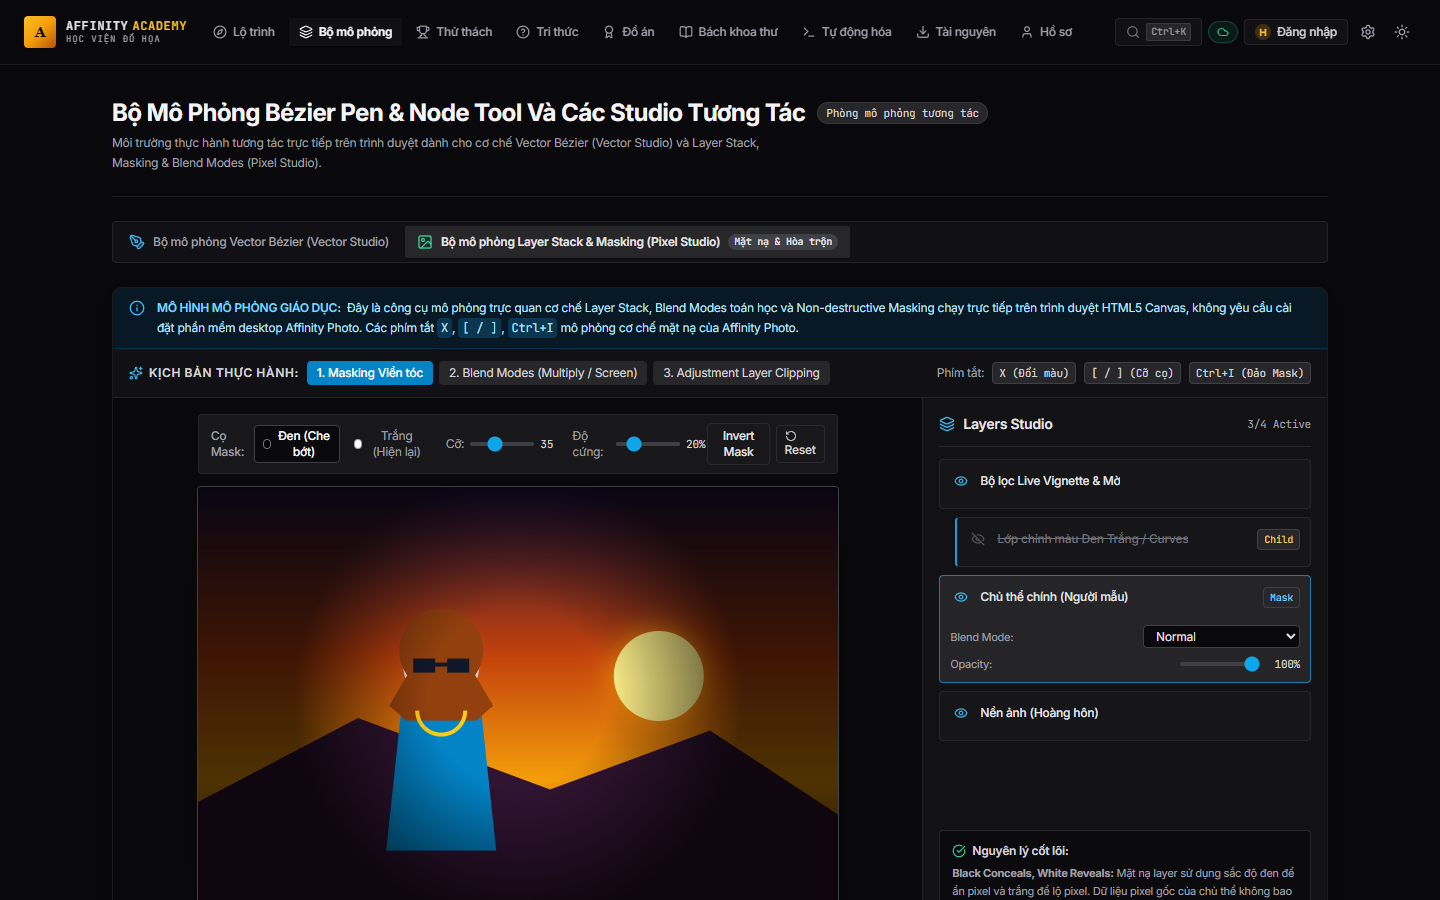 A
AFFINITY ACADEMY
HỌC VIỆN ĐỒ HỌA
Lộ trình
Bộ mô phỏng
Thử thách
Tri thức
Đồ án
Bách khoa thư
Tự động hóa
Tài nguyên
Hồ sơ
Ctrl+K
H
Đăng nhập
Bộ Mô Phỏng Bézier Pen & Node Tool Và Các Studio Tương Tác
Phòng mô phỏng tương tác
Môi trường thực hành tương tác trực tiếp trên trình duyệt dành cho cơ chế Vector Bézier (Vector Studio) và Layer Stack,
Masking & Blend Modes (Pixel Studio).
Bộ mô phỏng Vector Bézier (Vector Studio)
Bộ mô phỏng Layer Stack & Masking (Pixel Studio)
Mặt nạ & Hòa trộn
MÔ HÌNH MÔ PHỎNG GIÁO DỤC: Đây là công cụ mô phỏng trực quan cơ chế Layer Stack, Blend Modes toán học và Non-destructive Masking chạy trực tiếp trên trình duyệt HTML5 Canvas, không yêu cầu cài
đặt phần mềm desktop Affinity Photo. Các phím tắt X, [ / ], Ctrl+I mô phỏng cơ chế mặt nạ của Affinity Photo.
KỊCH BẢN THỰC HÀNH:
1. Masking Viền tóc
2. Blend Modes (Multiply / Screen)
3. Adjustment Layer Clipping
Phím tắt:
X (Đổi màu)
[ / ] (Cỡ cọ)
Ctrl+I (Đảo Mask)
Cọ
Mask:
Đen (Che
bớt)
Trắng
(Hiện lại)
Cỡ:
35
Độ
cứng:
20%
Invert
Mask
Reset
Layers Studio
3/4 Active
Bộ lọc Live Vignette & Mờ
Lớp chỉnh màu Đen Trắng / Curves
Child
Chủ thể chính (Người mẫu)
Mask
Blend Mode:
Normal
Opacity:
100%
Nền ảnh (Hoàng hôn)
Nguyên lý cốt lõi:
Black Conceals, White Reveals: Mặt nạ layer sử dụng sắc độ đen để
ẩn pixel và trắng để lộ pixel. Dữ liệu pixel gốc của chủ thể không bao